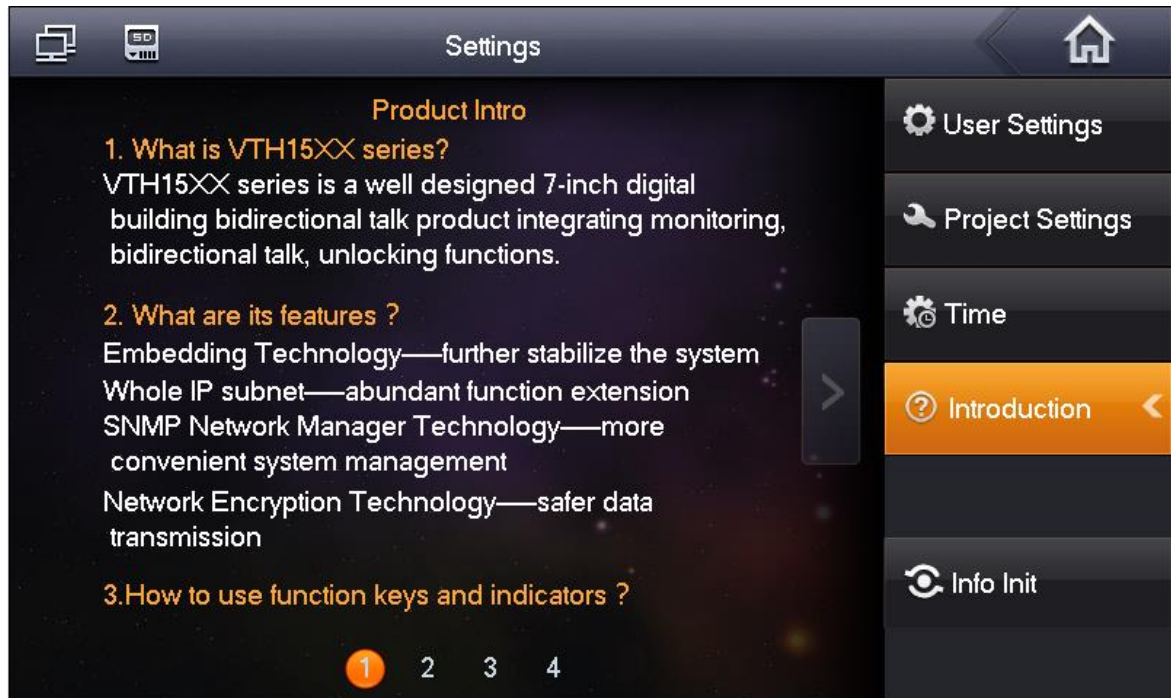 SD
Settings
Product Intro
1. What is VTH15XX series?
VTH15XX series is a well designed 7-inch digital
building bidirectional talk product integrating monitoring,
bidirectional talk, unlocking functions.
2. What are its features ?
Embedding Technology——further stabilize the system
Whole IP subnet——abundant function extension
SNMP Network Manager Technology——more
convenient system management
Network Encryption Technology——safer data
transmission
3.How to use function keys and indicators ?
1 2 3 4
User Settings
Project Settings
Time
Introduction
Info Init